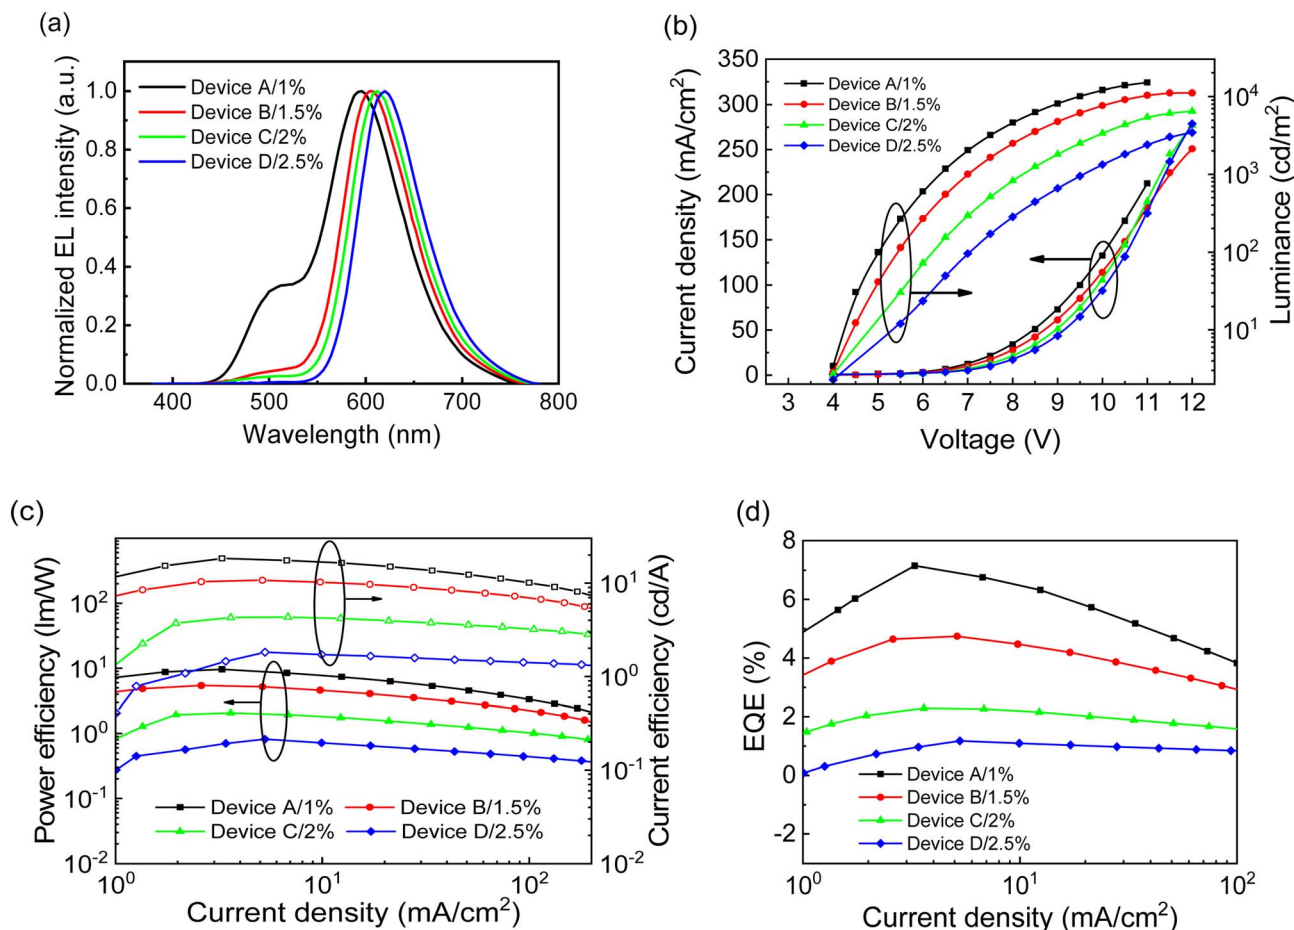 (a)
Normalized EL intensity (a.u.)
1.0
0.8
0.6
0.4
0.2
0.0
Device A/1%
Device B/1.5%
Device C/2%
Device D/2.5%
400
500
600
700
800
Wavelength (nm)
(b)
Current density (mA/cm²)
350
300
250
200
150
100
50
0
Device A/1%
Device B/1.5%
Device C/2%
Device D/2.5%
10⁴
10³
10²
10¹
Luminance (cd/m²)
3 4 5 6 7 8 9 10 11 12
Voltage (V)
(c)
Power efficiency (lm/W)
10²
10¹
10⁰
10⁻¹
10⁻²
Device A/1%
Device B/1.5%
Device C/2%
Device D/2.5%
10¹
10⁰
10⁻¹
10⁻²
Current efficiency (cd/A)
10⁰
10¹
10²
Current density (mA/cm²)
(d)
EQE (%)
8
6
4
2
0
-2
Device A/1%
Device B/1.5%
Device C/2%
Device D/2.5%
10⁰
10¹
10²
Current density (mA/cm²)